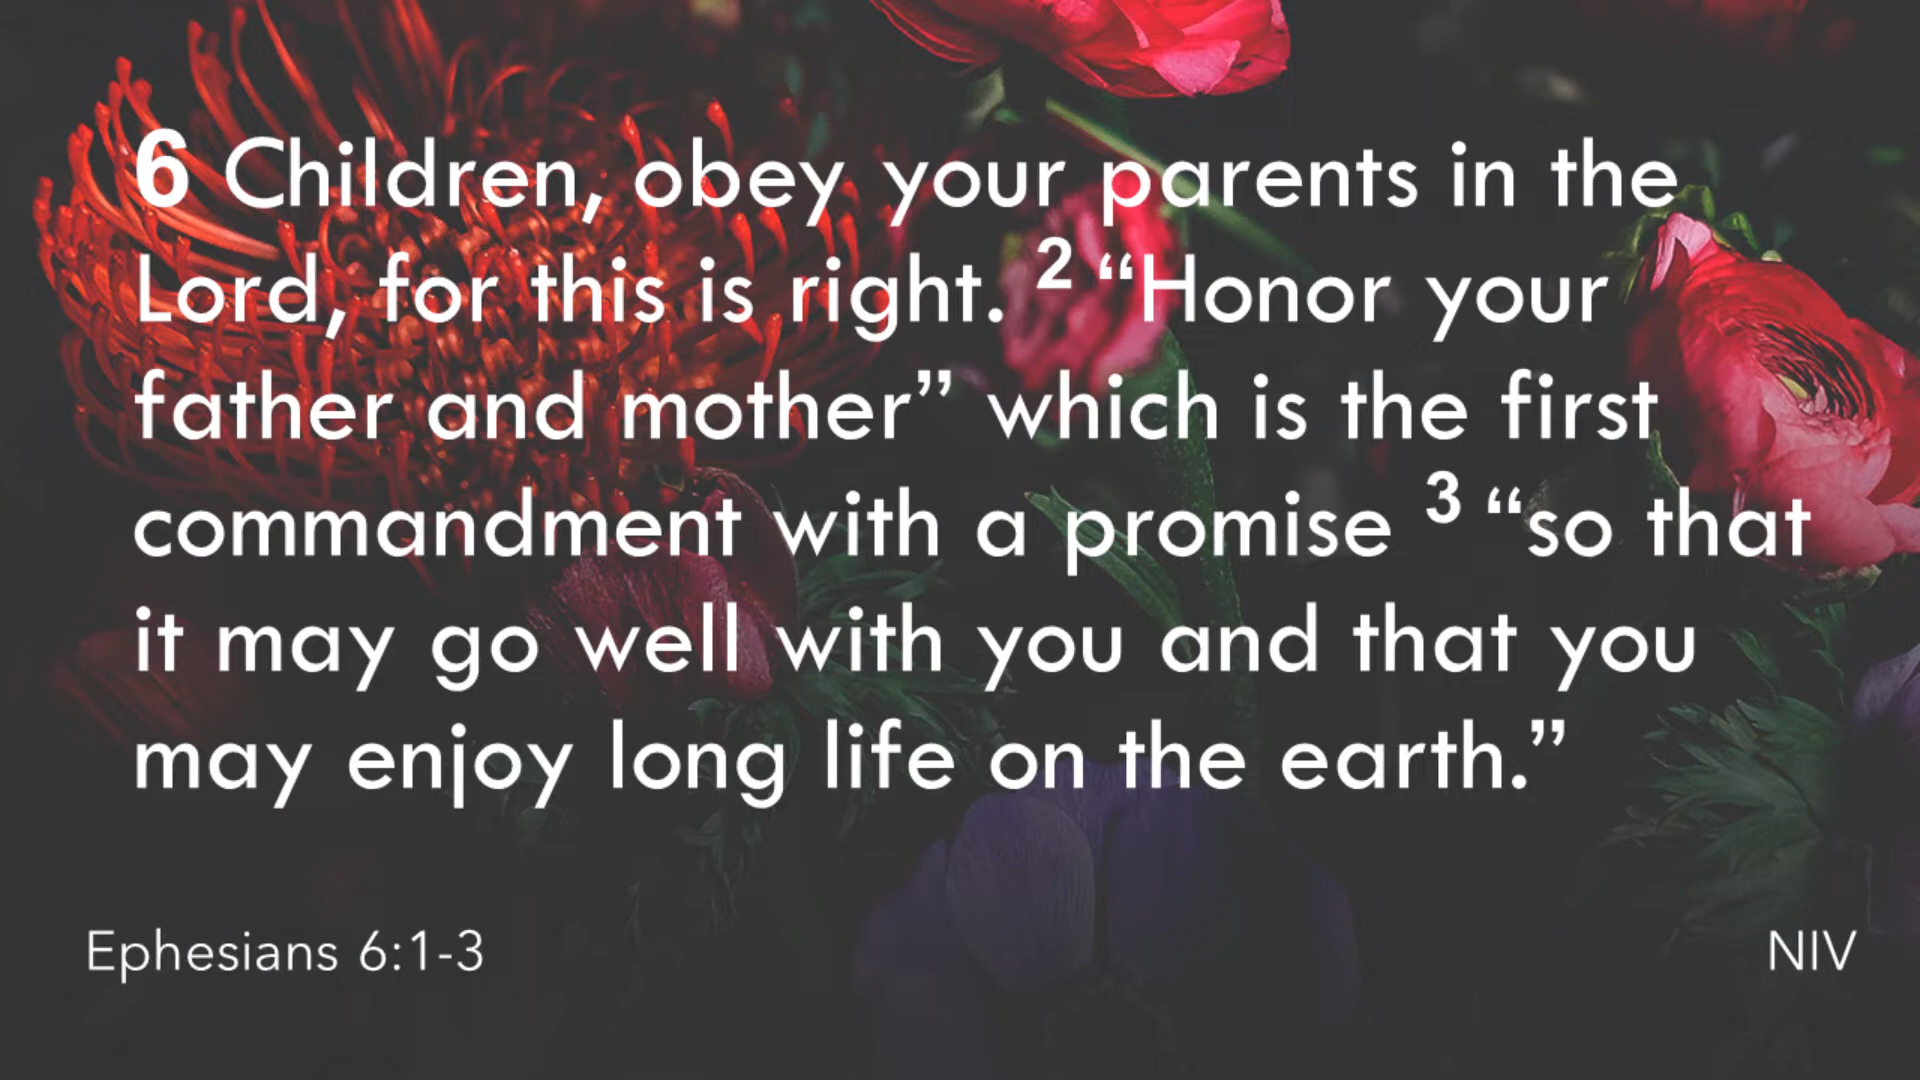 6 Children, obey your parents in the
Lord, for this is right. 2 “Honor your
father and mother” which is the first
commandment with a promise 3 “so that
it may go well with you and that you
may enjoy long life on the earth.”
Ephesians 6:1-3
NIV